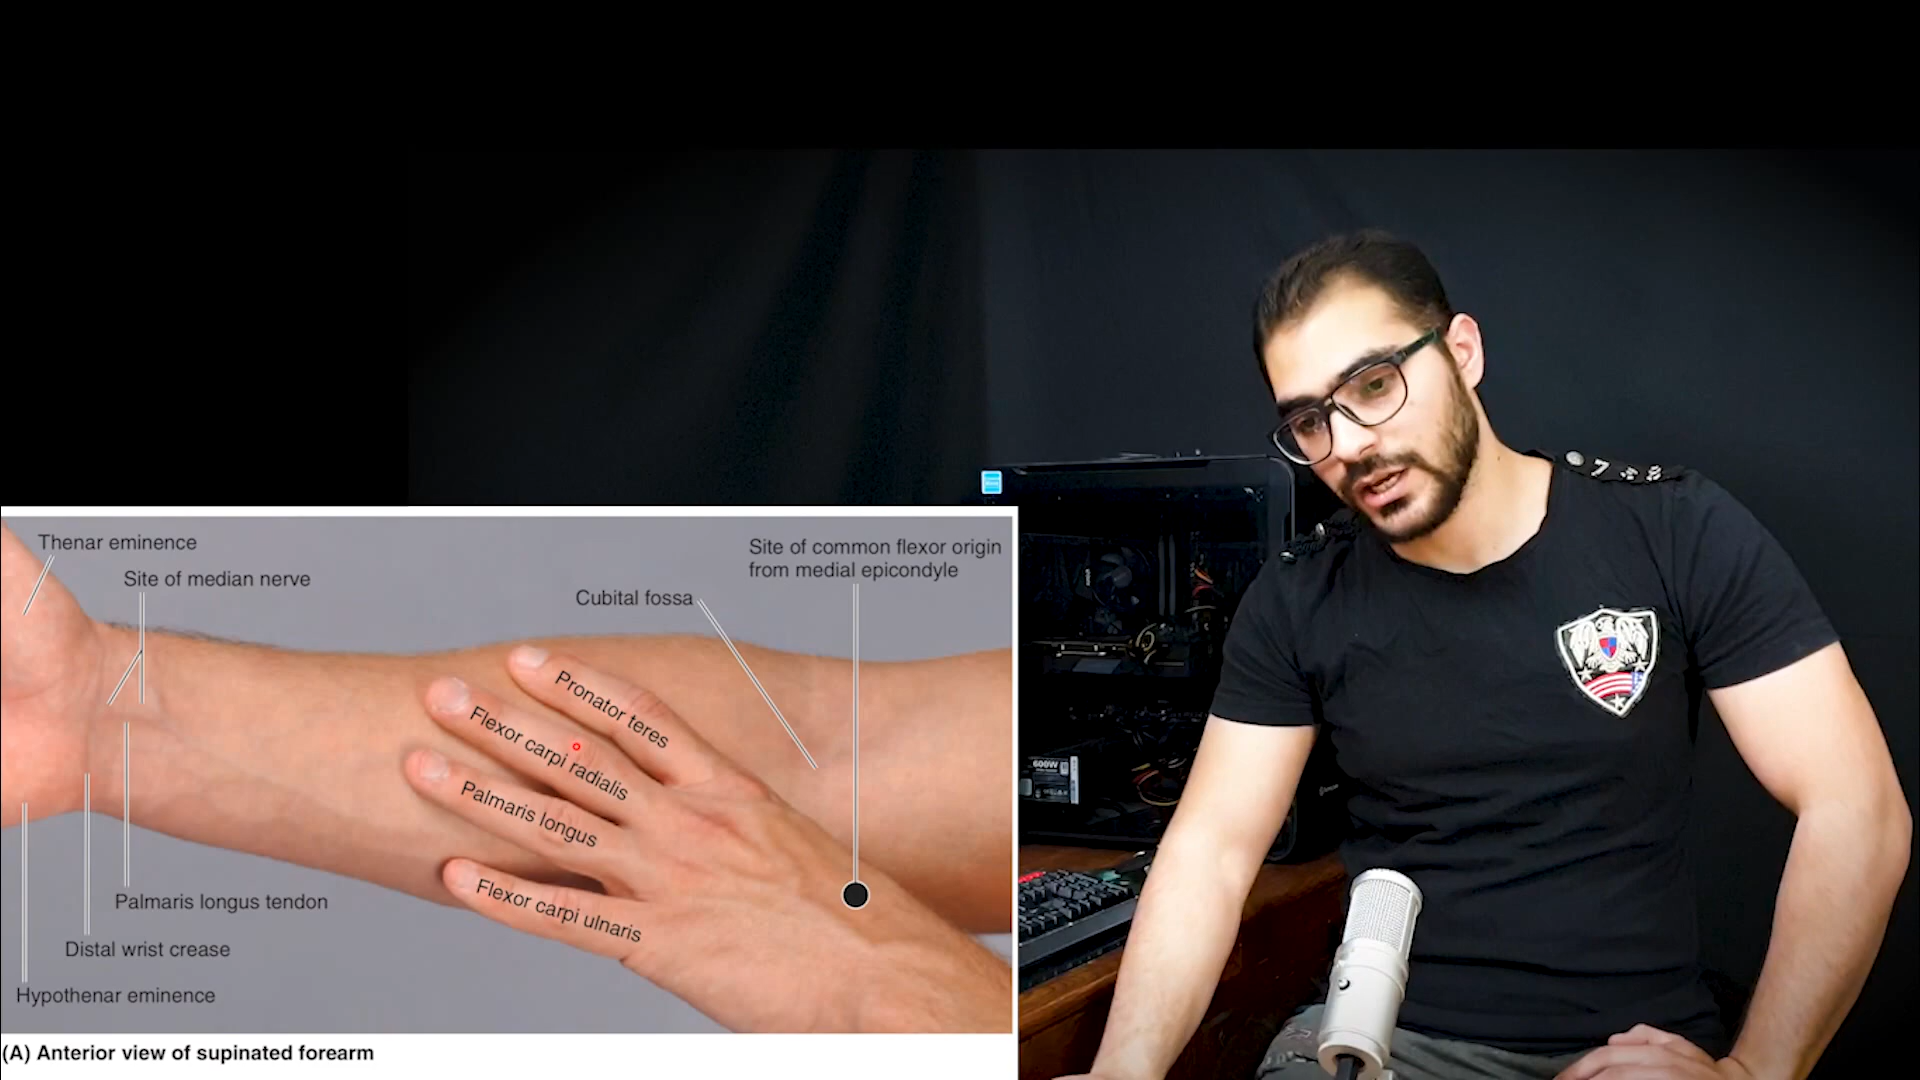 7
Thenar eminence
Site of median nerve
Site of common flexor origin
from medial epicondyle
Cubital fossa
Pronator teres
Flexor carpi radialis
Palmaris longus
Flexor carpi ulnaris
600W
Palmaris longus tendon
Distal wrist crease
Hypothenar eminence
(A) Anterior view of supinated forearm